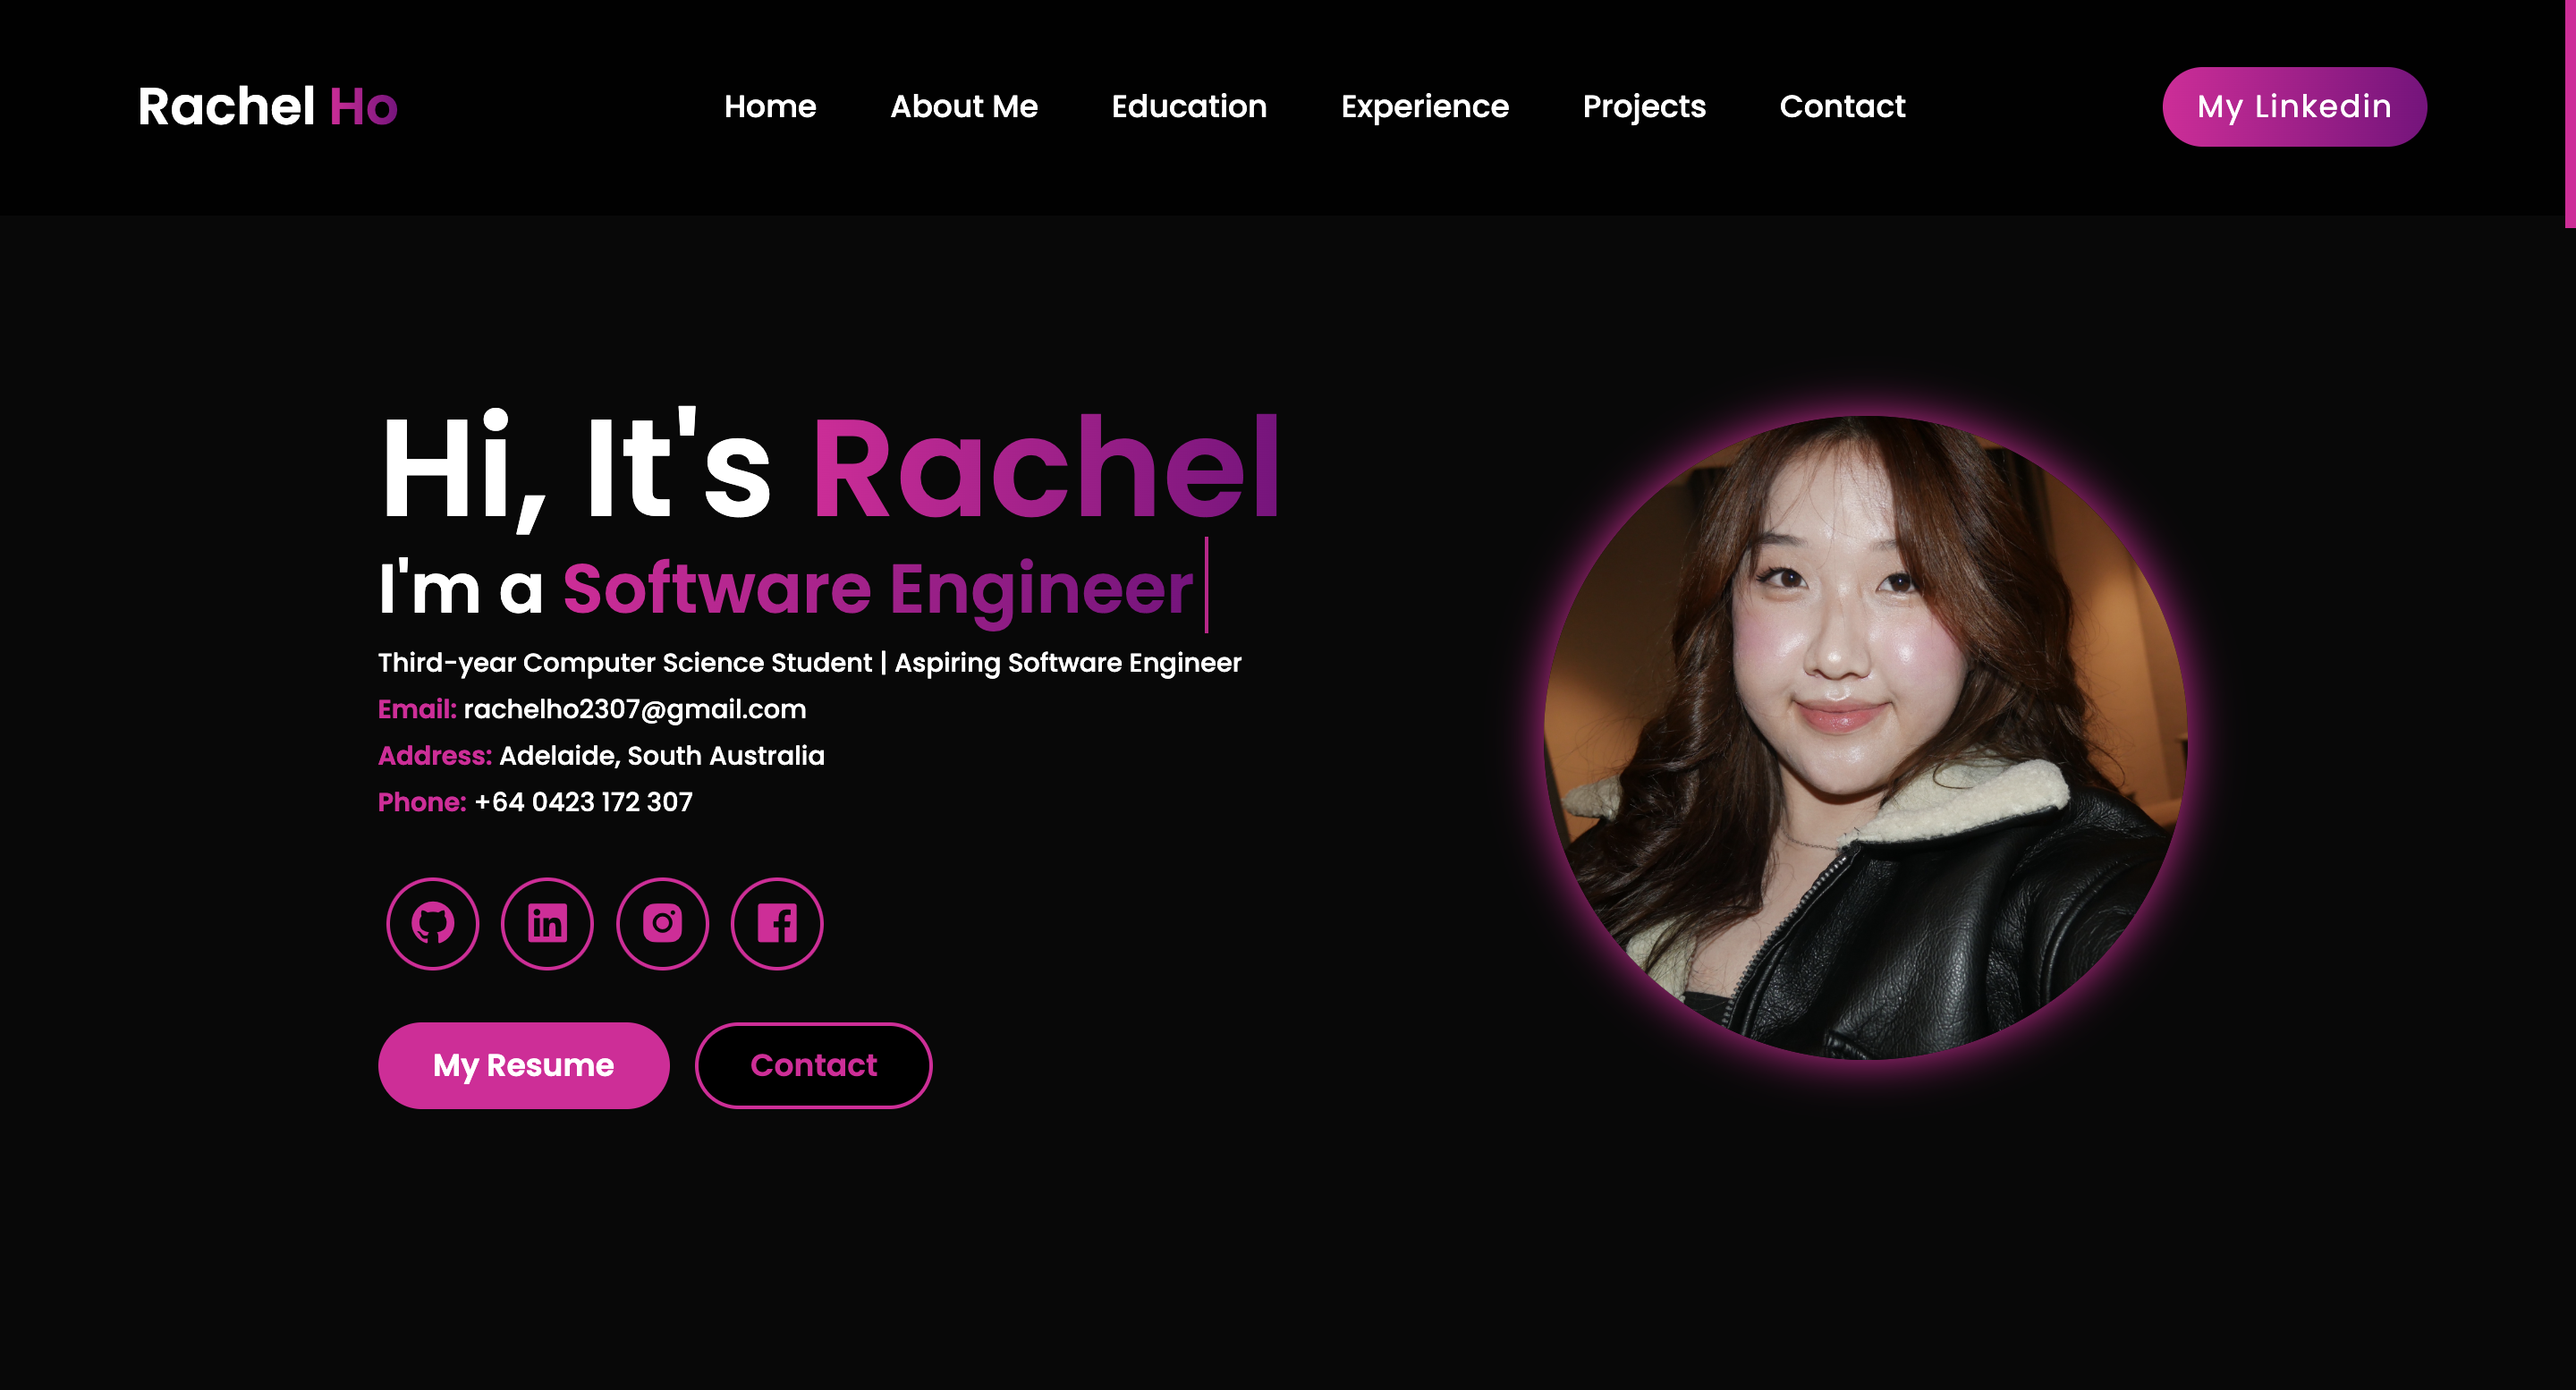 Rachel Ho
Home About Me Education Experience Projects Contact
My Linkedin
Hi, It's Rachel
I'm a Software Engineer
Third-year Computer Science Student | Aspiring Software Engineer
Email: rachelho2307@gmail.com
Address: Adelaide, South Australia
Phone: +64 0423 172 307
My Resume
Contact